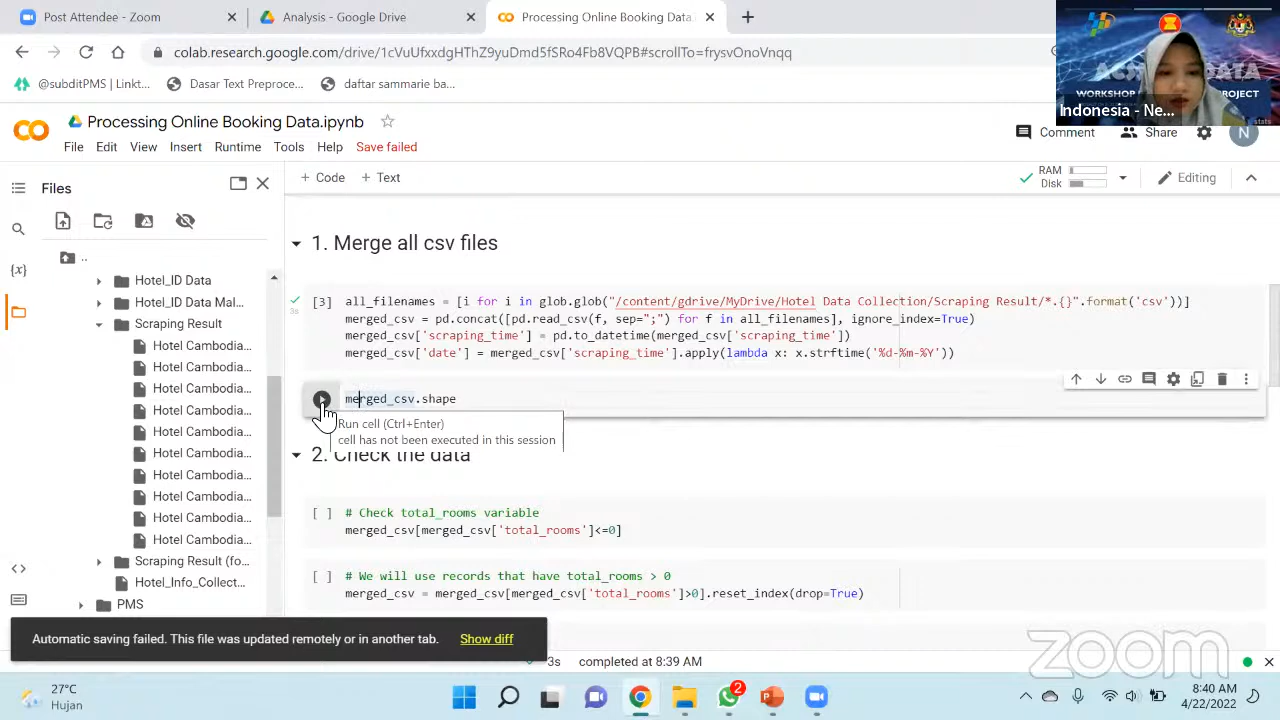 Post Attendee - Zoom
Analysis - Google
Processing Online Booking Data.
colab.research.google.com/
@subditPMS | Linkt...
Dasar Text Preproce...
daftar sarmarie ba...
WORKSHOP
ROJECT
Indonesia - Ne...
stats
Processing Online Booking Data.ipynb
Comment
Share
N
File Edit View Insert Runtime Tools Help Save failed
Files
+ Code
+ Text
RAM
Disk
Editing
..
Hotel_ID Data
Hotel_ID Data Mal...
Scraping Result
Hotel Cambodia...
Hotel Cambodia...
Hotel Cambodia...
Hotel Cambodia...
Hotel Cambodia...
Hotel Cambodia...
Hotel Cambodia...
Hotel Cambodia...
Hotel Cambodia...
Hotel Cambodia...
Scraping Result (fo...
Hotel_Info_Collect...
PMS
1. Merge all csv files
[3] all_filenames = [i for i in glob.glob("/content/gdrive/MyDrive/Hotel Data Collection/Scraping Result/*.{}".format('csv'))]
3s
merged_csv = pd.concat([pd.read_csv(f, sep=";") for f in all_filenames], ignore_index=True)
merged_csv['scraping_time'] = pd.to_datetime(merged_csv['scraping_time'])
merged_csv['date'] = merged_csv['scraping_time'].apply(lambda x: x.strftime('%d-%m-%Y'))
merged_csv.shape
Run cell (Ctrl+Enter)
cell has not been executed in this session
2. Check the data
[ ] # Check total_rooms variable
merged_csv[merged_csv['total_rooms']<=0]
[ ] # We will use records that have total_rooms > 0
merged_csv = merged_csv[merged_csv['total_rooms']>0].reset_index(drop=True)
Automatic saving failed. This file was updated remotely or in another tab. Show diff
3s completed at 8:39 AM
zoom
27°C
Hujan
2
8:40 AM
4/22/2022